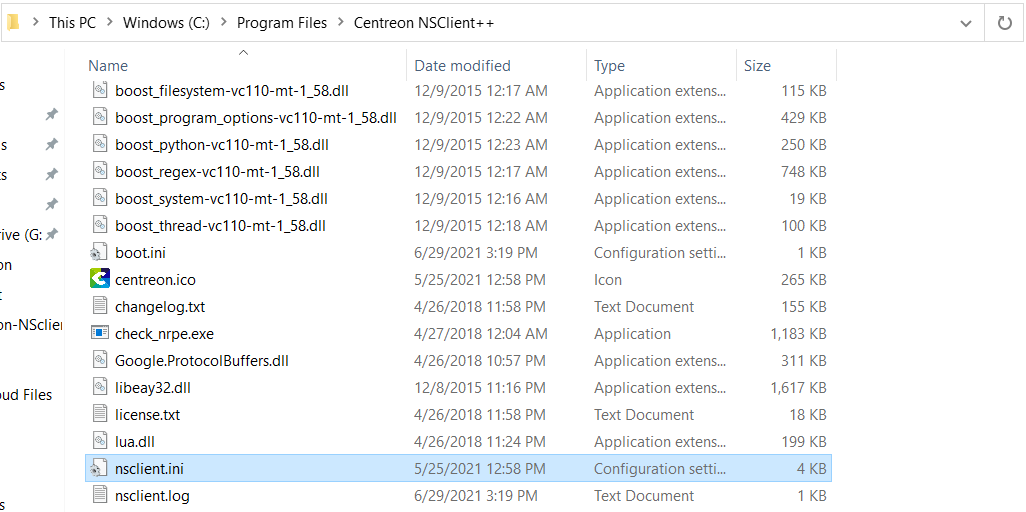 This PC > Windows (C:) > Program Files > Centreon NSClient++
Name Date modified Type Size
boost_filesystem-vc110-mt-1_58.dll 12/9/2015 12:17 AM Application extens... 115 KB
boost_program_options-vc110-mt-1_58.dll 12/9/2015 12:22 AM Application extens... 429 KB
boost_python-vc110-mt-1_58.dll 12/9/2015 12:23 AM Application extens... 250 KB
boost_regex-vc110-mt-1_58.dll 12/9/2015 12:17 AM Application extens... 748 KB
boost_system-vc110-mt-1_58.dll 12/9/2015 12:16 AM Application extens... 19 KB
boost_thread-vc110-mt-1_58.dll 12/9/2015 12:18 AM Application extens... 100 KB
rive (G:
boot.ini 6/29/2021 3:19 PM Configuration setti... 1 KB
on
centreon.ico 5/25/2021 12:58 PM Icon 265 KB
changelog.txt 4/26/2018 11:58 PM Text Document 155 KB
on-NSclien
check_nrpe.exe 4/27/2018 12:04 AM Application 1,183 KB
Google.ProtocolBuffers.dll 4/26/2018 10:57 PM Application extens... 311 KB
libeay32.dll 12/8/2015 11:16 PM Application extens... 1,617 KB
oud Files
license.txt 4/26/2018 11:58 PM Text Document 18 KB
lua.dll 4/26/2018 11:24 PM Application extens... 199 KB
nsclient.ini 5/25/2021 12:58 PM Configuration setti... 4 KB
nsclient.log 6/29/2021 3:19 PM Text Document 1 KB